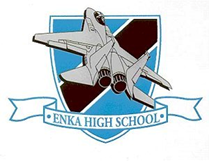 · ENKA HIGH SCHOOL ·